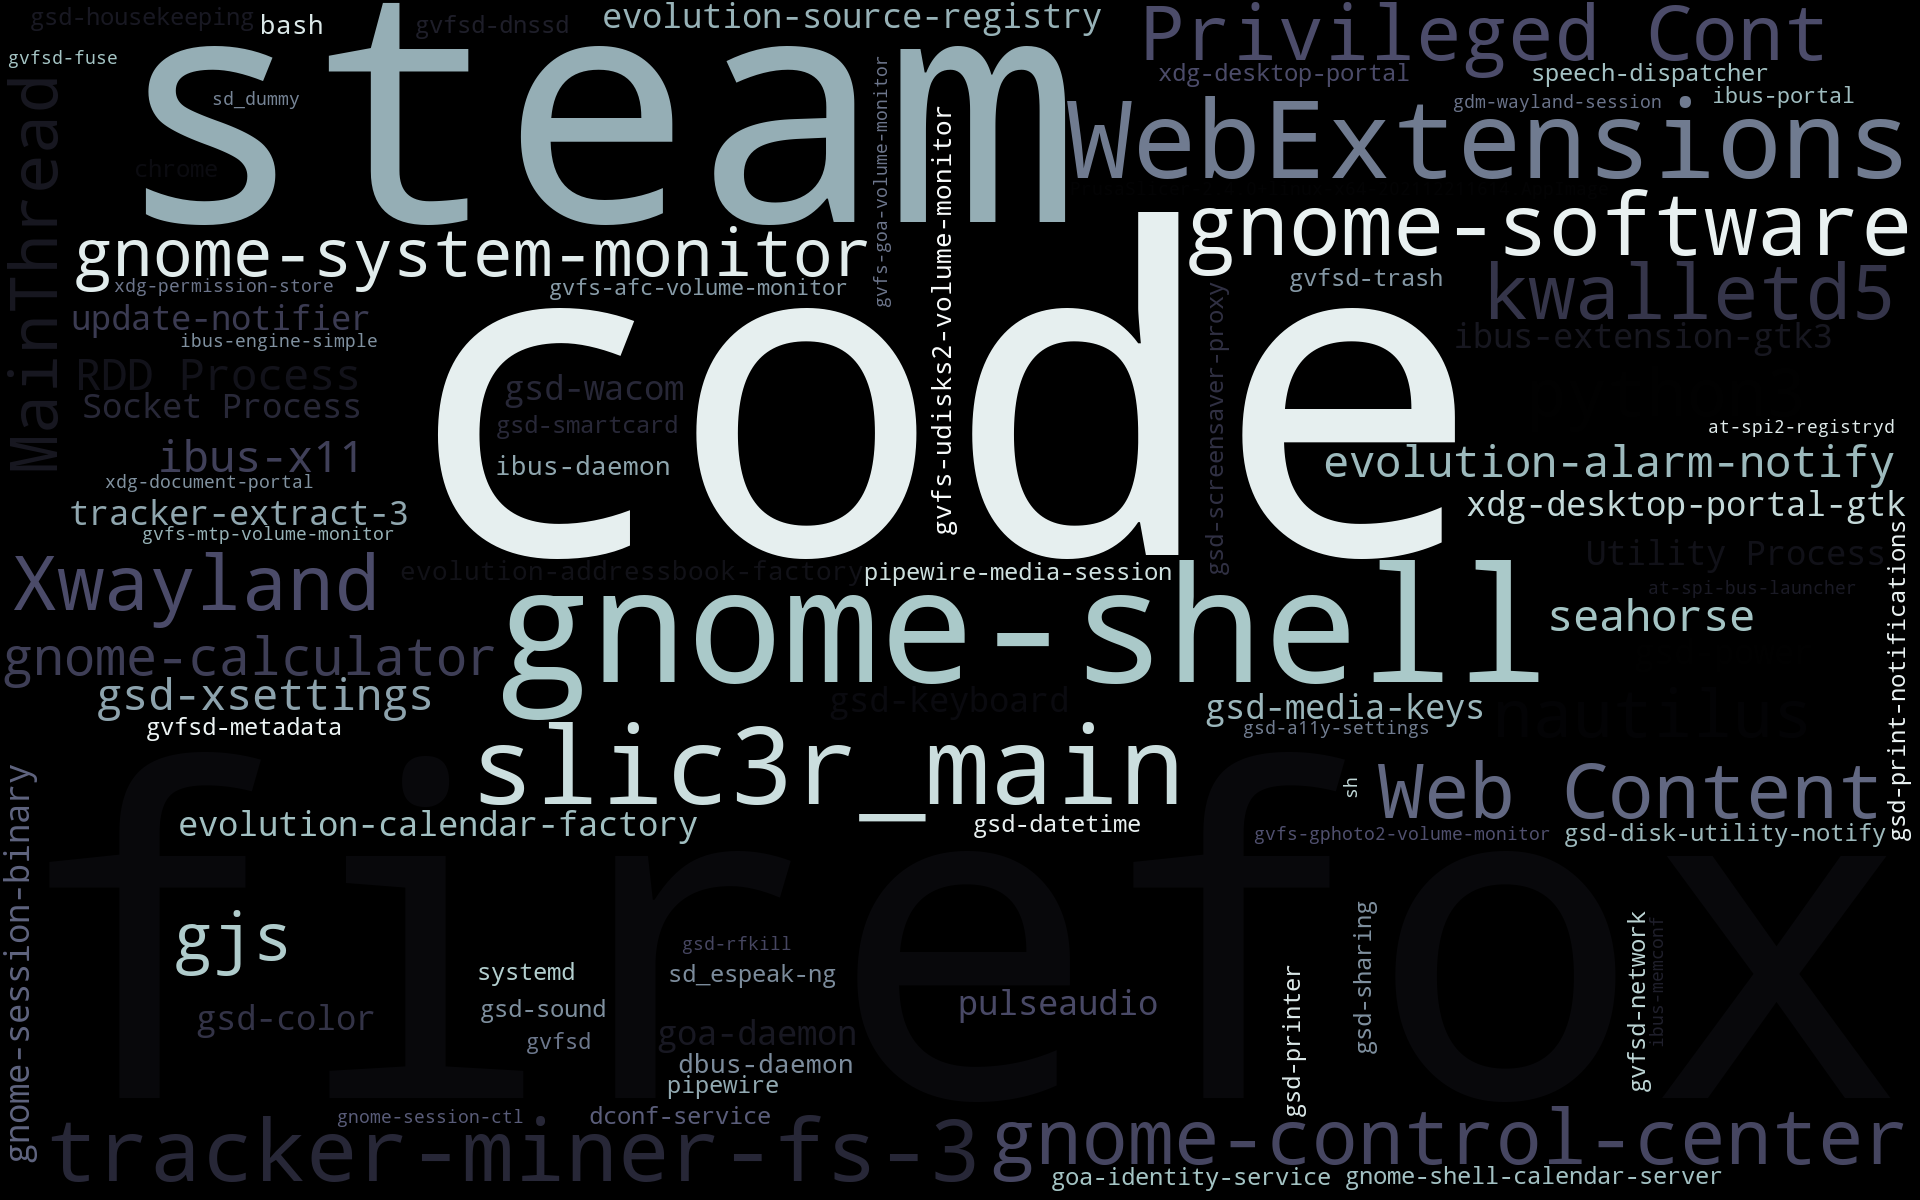 gsd-housekeeping
bash
gvfsd-dnssd
evolution-source-registry
Privileged Cont
gvfsd-fuse
steam
xdg-desktop-portal
speech-dispatcher
sd_dummy
gdm-wayland-session
ibus-portal
MainThread
WebExtensions
chrome
gvfs-goa-volume-monitor
gvfs-udisks2-volume-monitor
gnome-software
gnome-system-monitor
gvfsd-trash
kwalletd5
xdg-permission-store
gvfs-afc-volume-monitor
update-notifier
ibus-engine-simple
code
gsd-screensaver-proxy
ibus-extension-gtk3
RDD Process
gsd-wacom
Socket Process
gsd-smartcard
at-spi2-registryd
ibus-x11
ibus-daemon
evolution-alarm-notify
xdg-document-portal
tracker-extract-3
xdg-desktop-portal-gtk
gvfs-mtp-volume-monitor
Utility Process
Xwayland
evolution-addressbook-factory
pipewire-media-session
at-spi-bus-launcher
gsd-print-notifications
gnome-shell
seahorse
gnome-calculator
gsd-xsettings
gsd-keyboard
gsd-media-keys
nautilus
gvfsd-metadata
gsd-a11y-settings
slic3r_main
sh
Web Content
evolution-calendar-factory
gsd-datetime
gvfs-gphoto2-volume-monitor
gsd-disk-utility-notify
firefox
gnome-session-binary
gjs
gsd-rfkill
systemd
sd_espeak-ng
gsd-sharing
gvfsd-network
ibus-memconf
gsd-color
gsd-sound
pulseaudio
gsd-printer
gvfsd
goa-daemon
dbus-daemon
pipewire
gnome-session-ctl
dconf-service
tracker-miner-fs-3
gnome-control-center
goa-identity-service
gnome-shell-calendar-server